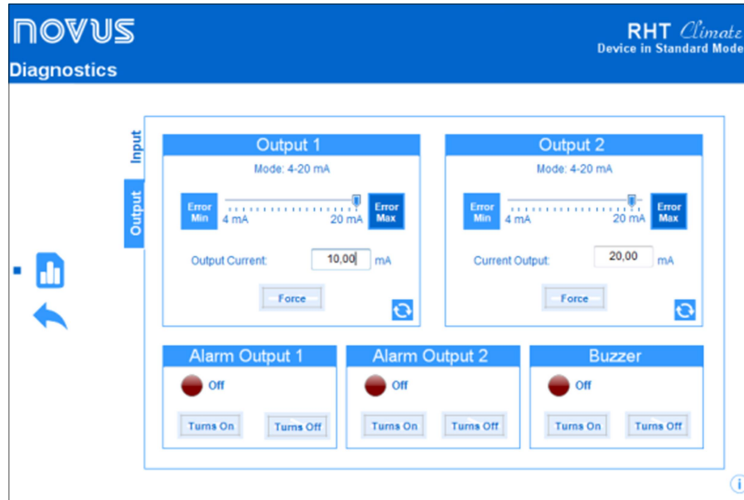 novus
RHT Climate
Device in Standard Mode
Diagnostics
Input
Output
Output 1
Mode: 4-20 mA
Error Min
4 mA
20 mA
Error Max
Output Current:
10,00
mA
Force
Output 2
Mode: 4-20 mA
Error Min
4 mA
20 mA
Error Max
Current Output:
20,00
mA
Force
Alarm Output 1
Off
Turns On
Turns Off
Alarm Output 2
Off
Turns On
Turns Off
Buzzer
Off
Turns On
Turns Off
i